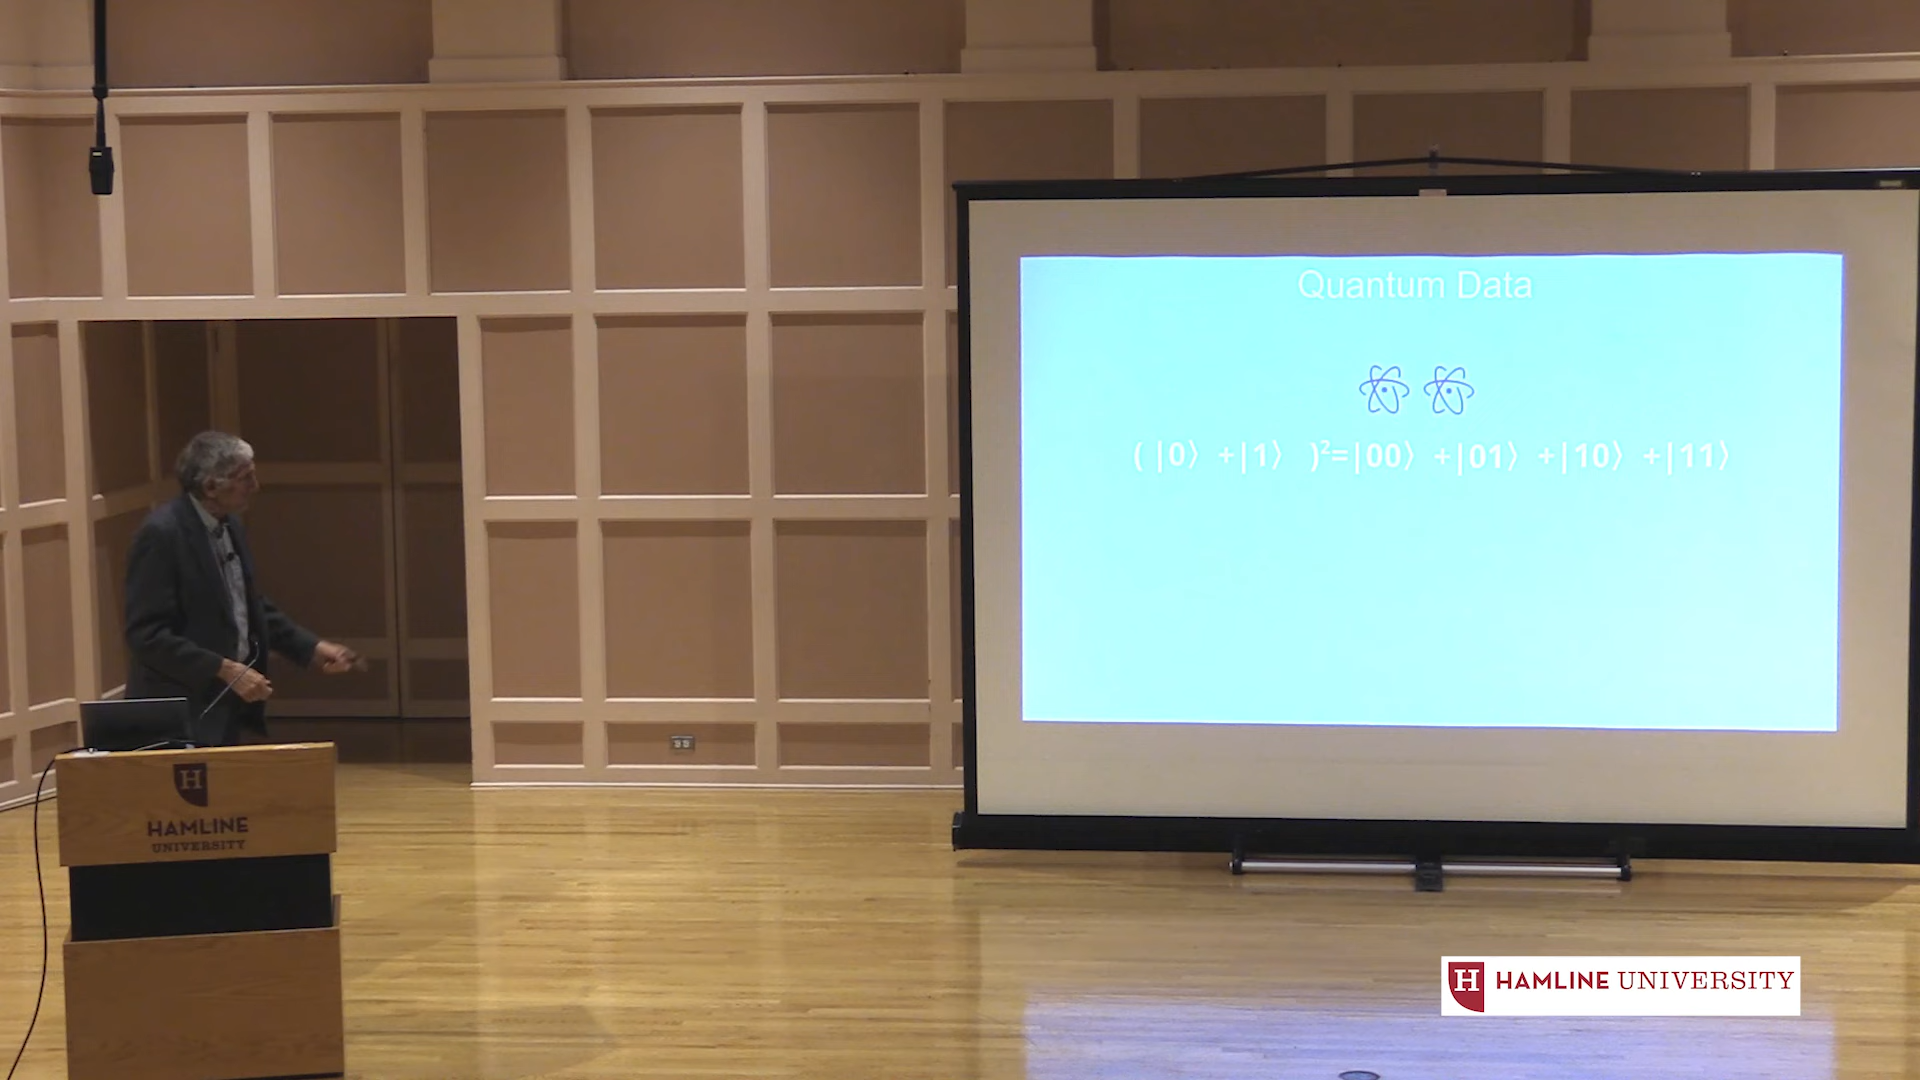 Quantum Data
( |0〉 +|1〉 )²=|00〉 +|01〉 +|10〉 +|11〉
H
HAMLINE
UNIVERSITY
H HAMLINE UNIVERSITY